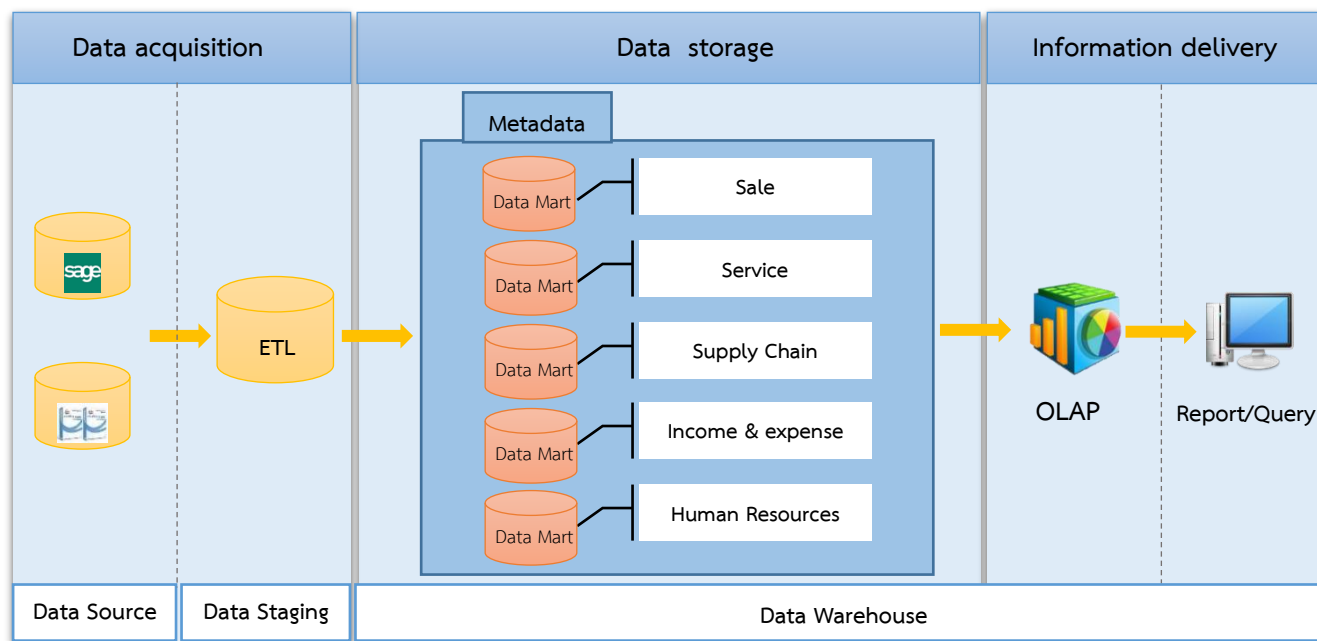 Data acquisition
Data storage
Information delivery
Metadata
Data Mart
Sale
Data Mart
Service
Data Mart
Supply Chain
Data Mart
Income & expense
Data Mart
Human Resources
sage
ETL
OLAP
Report/Query
Data Source
Data Staging
Data Warehouse